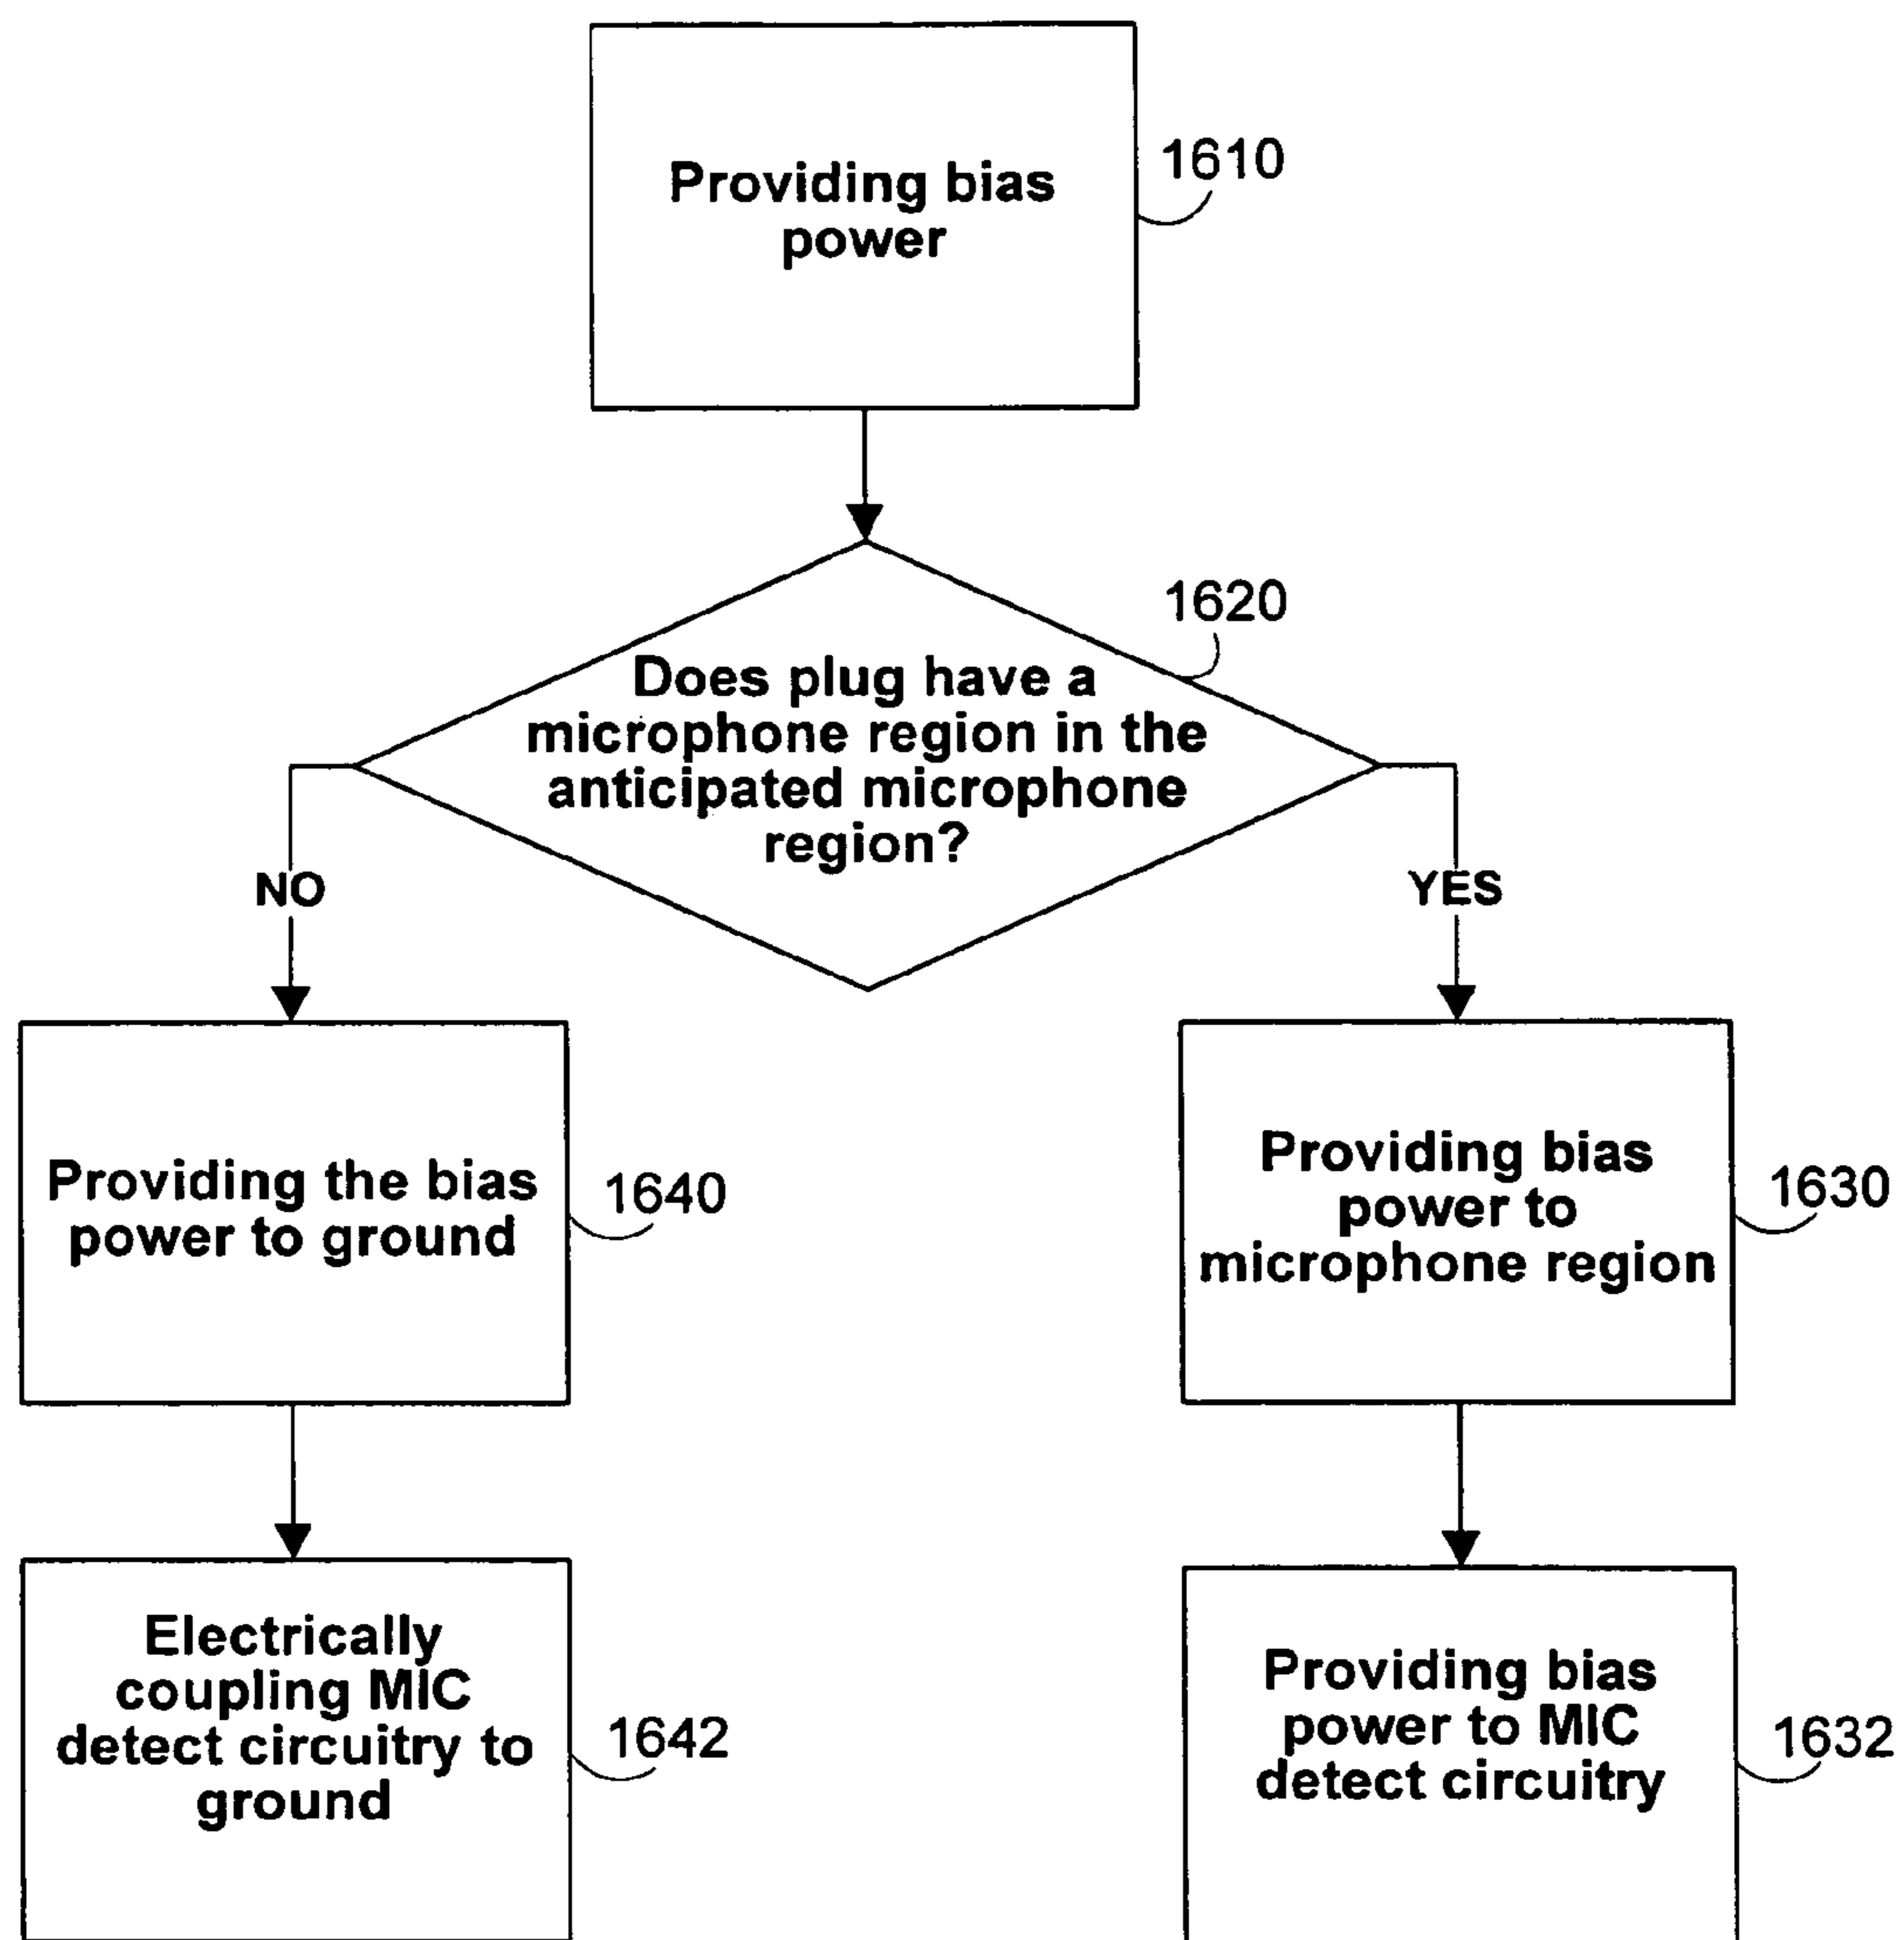 Providing bias
power
1610
1620
Does plug have a
microphone region in the
anticipated microphone
region?
NO
YES
Providing the bias
power to ground
1640
Providing bias
power to
microphone region
1630
Electrically
coupling MIC
detect circuitry to
ground
1642
Providing bias
power to MIC
detect circuitry
1632